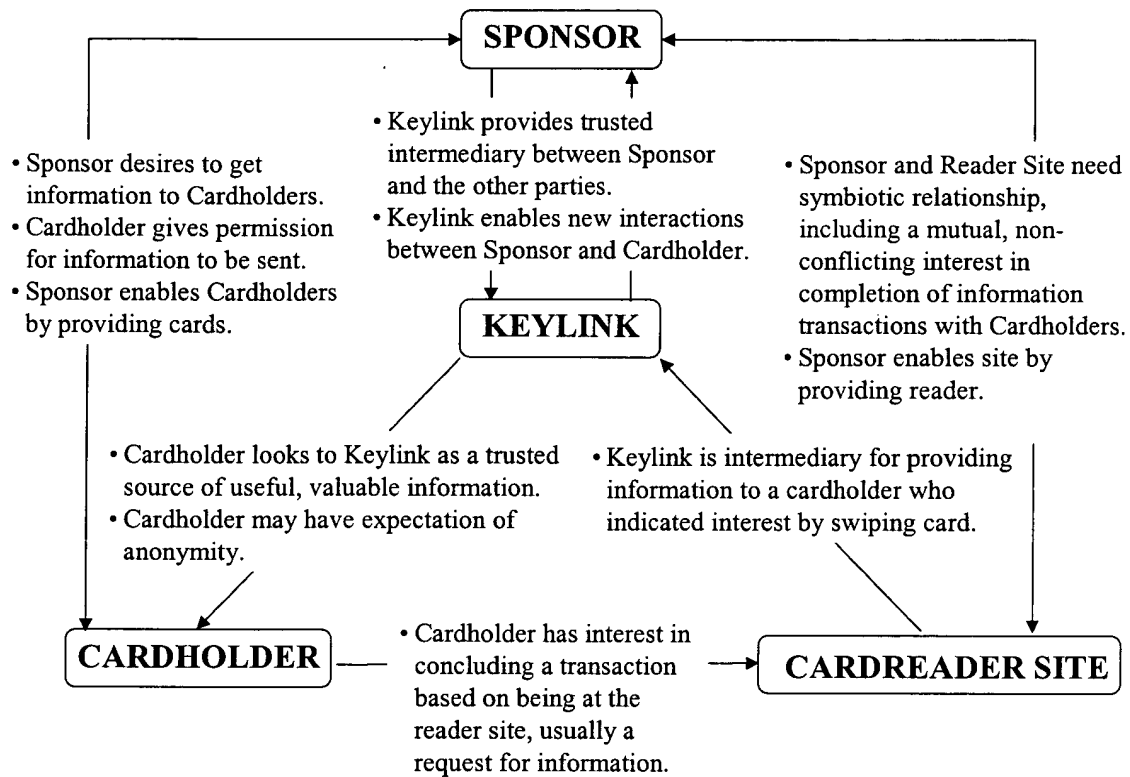 SPONSOR
• Sponsor desires to get
information to Cardholders.
• Cardholder gives permission
for information to be sent.
• Sponsor enables Cardholders
by providing cards.
• Keylink provides trusted
intermediary between Sponsor
and the other parties.
• Keylink enables new interactions
between Sponsor and Cardholder.
• Sponsor and Reader Site need
symbiotic relationship,
including a mutual, non-
conflicting interest in
completion of information
transactions with Cardholders.
• Sponsor enables site by
providing reader.
KEYLINK
• Cardholder looks to Keylink as a trusted
source of useful, valuable information.
• Cardholder may have expectation of
anonymity.
• Keylink is intermediary for providing
information to a cardholder who
indicated interest by swiping card.
CARDHOLDER
• Cardholder has interest in
concluding a transaction
based on being at the
reader site, usually a
request for information.
CARDREADER SITE